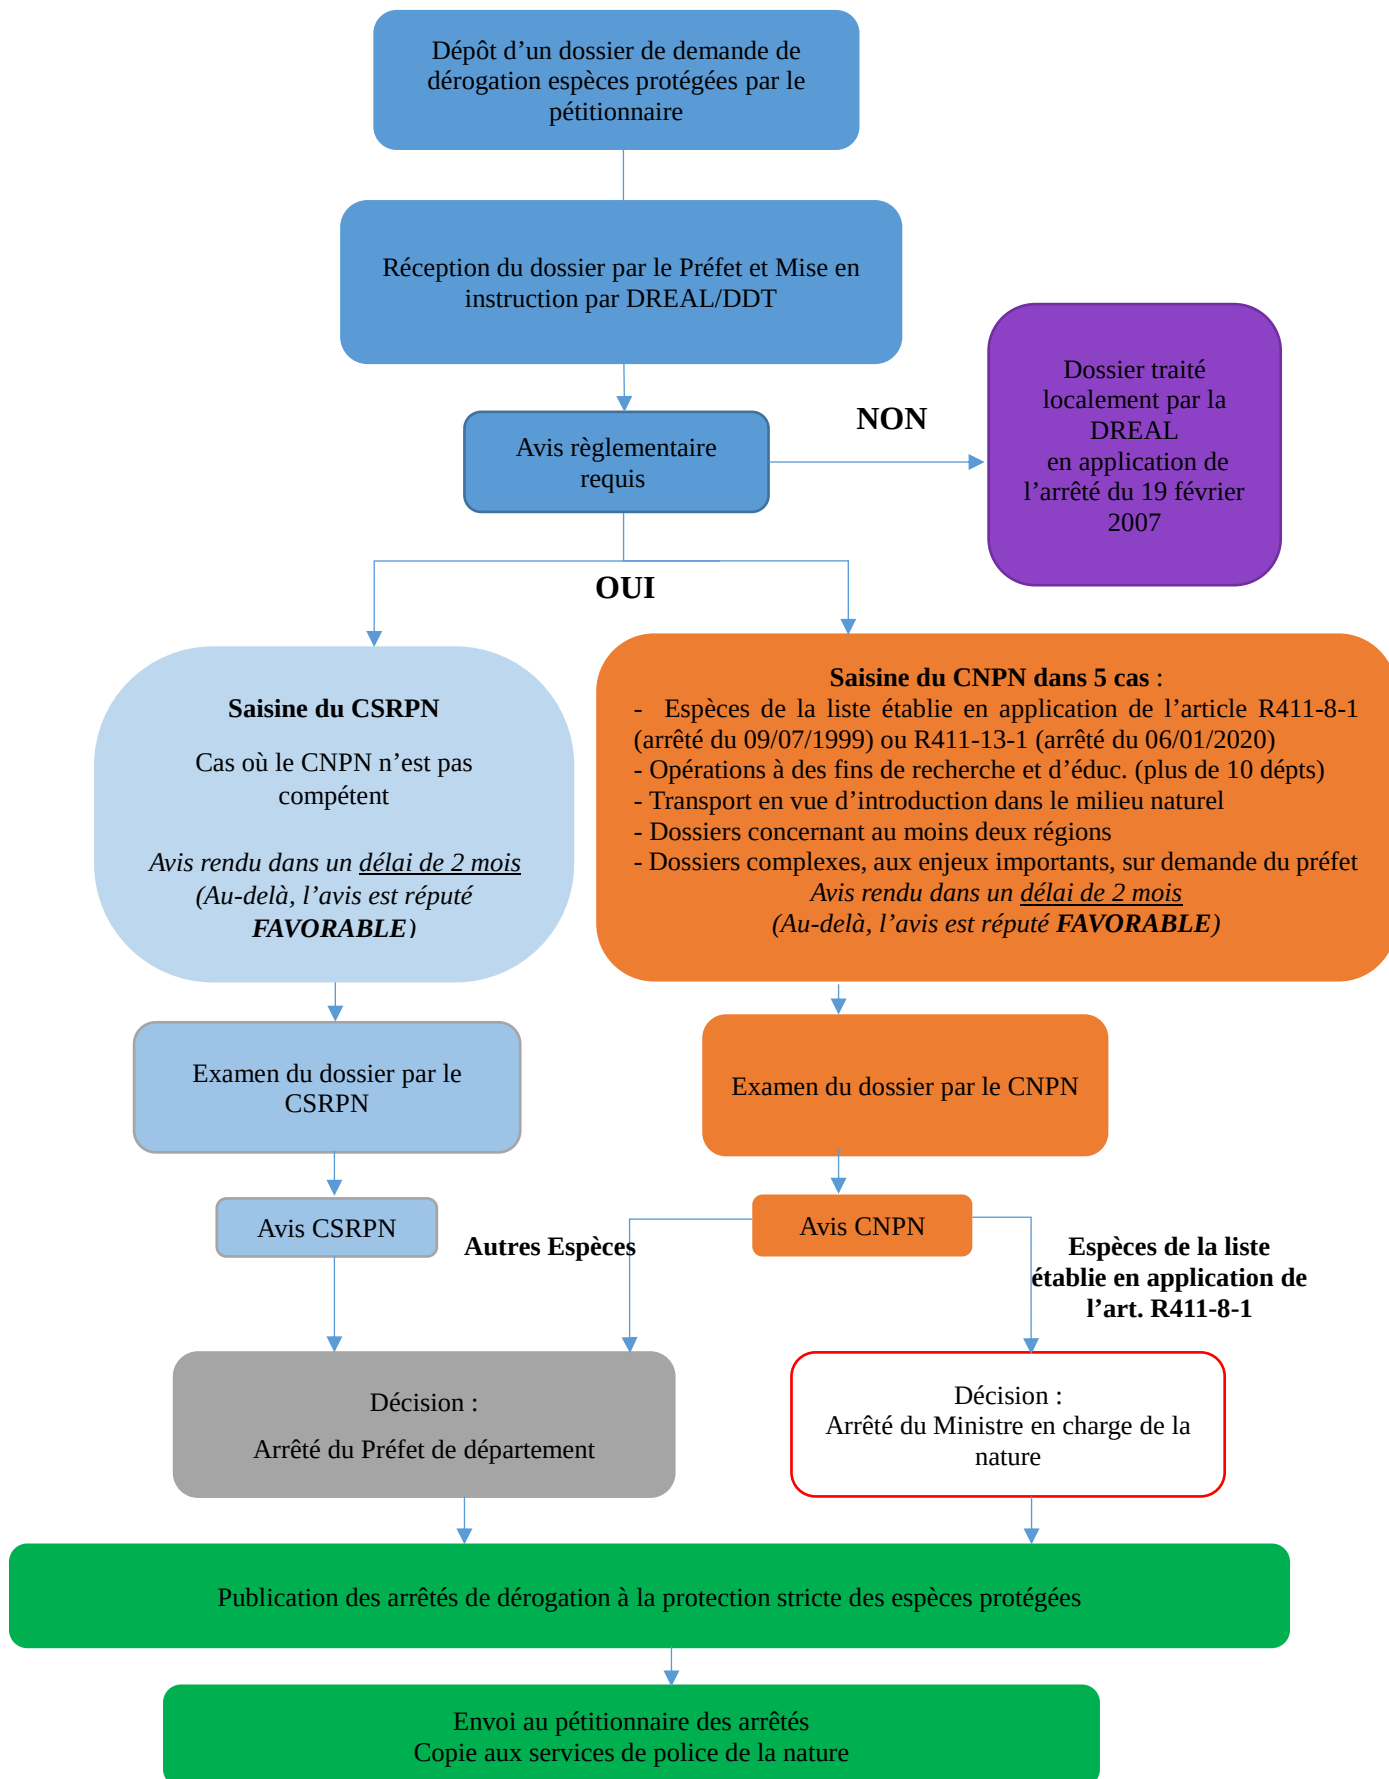 Dépôt d’un dossier de demande de
dérogation espèces protégées par le
pétitionnaire
Réception du dossier par le Préfet et Mise en
instruction par DREAL/DDT
Avis règlementaire
requis
NON
Dossier traité
localement par la
DREAL
en application de
l’arrêté du 19 février
2007
OUI
Saisine du CSRPN
Cas où le CNPN n’est pas
compétent
Avis rendu dans un délai de 2 mois
(Au-delà, l’avis est réputé
FAVORABLE)
Saisine du CNPN dans 5 cas :
- Espèces de la liste établie en application de l’article R411-8-1
(arrêté du 09/07/1999) ou R411-13-1 (arrêté du 06/01/2020)
- Opérations à des fins de recherche et d’éduc. (plus de 10 dépts)
- Transport en vue d’introduction dans le milieu naturel
- Dossiers concernant au moins deux régions
- Dossiers complexes, aux enjeux importants, sur demande du préfet
Avis rendu dans un délai de 2 mois
(Au-delà, l’avis est réputé FAVORABLE)
Examen du dossier par le
CSRPN
Examen du dossier par le CNPN
Avis CSRPN
Avis CNPN
Autres Espèces
Espèces de la liste
établie en application de
l’art. R411-8-1
Décision :
Arrêté du Préfet de département
Décision :
Arrêté du Ministre en charge de la
nature
Publication des arrêtés de dérogation à la protection stricte des espèces protégées
Envoi au pétitionnaire des arrêtés
Copie aux services de police de la nature